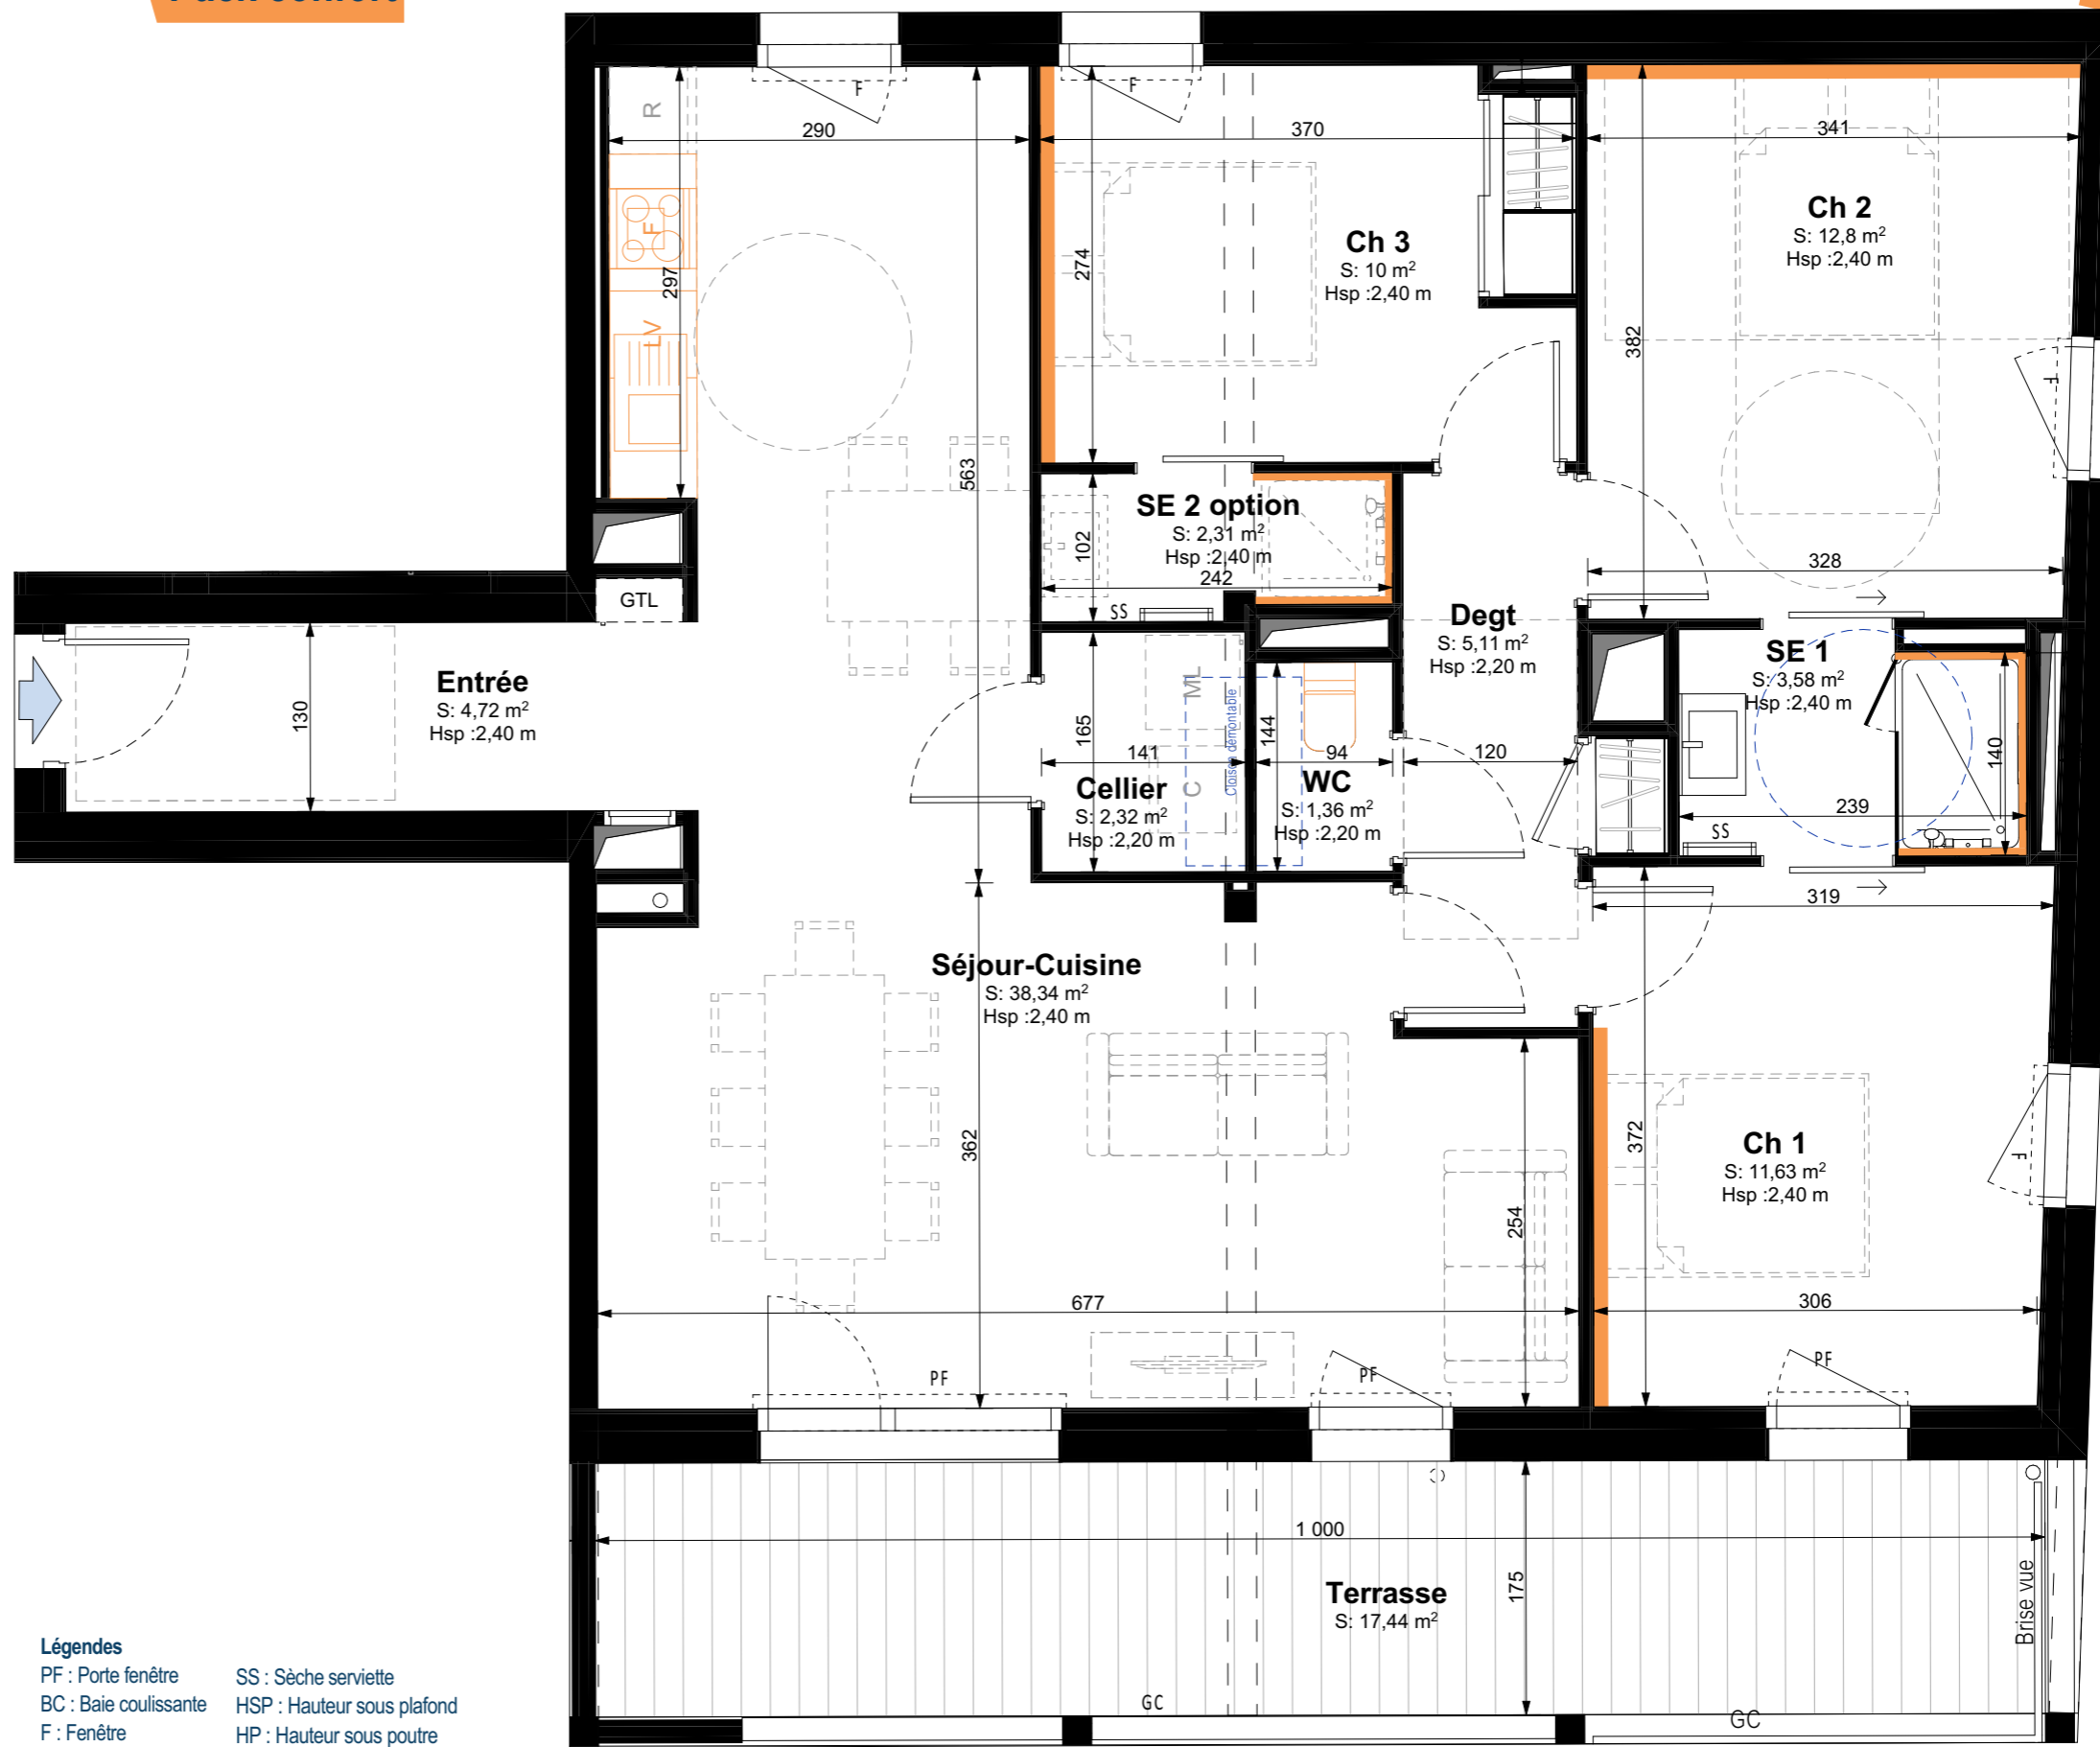 F
F
R
290
370
341
Ch 2
S: 12,8 m²
Hsp :2,40 m
Ch 3
S: 10 m²
Hsp :2,40 m
F
297
274
LV
382
F
563
SE 2 option
S: 2,31 m²
Hsp :2,40 m
102
242
328
SS
GTL
Degt
S: 5,11 m²
Hsp :2,20 m
SE 1
S: 3,58 m²
Hsp :2,40 m
Entrée
S: 4,72 m²
Hsp :2,40 m
130
165
ML
Cloison démontable
144
141
94
120
140
Cellier
S: 2,32 m²
Hsp :2,20 m
C
WC
S: 1,36 m²
Hsp :2,20 m
239
SS
319
Séjour-Cuisine
S: 38,34 m²
Hsp :2,40 m
362
372
Ch 1
S: 11,63 m²
Hsp :2,40 m
F
254
677
306
PF
PF
PF
1 000
Terrasse
S: 17,44 m²
175
Brise vue
GC
GC
Légendes
PF : Porte fenêtre
BC : Baie coulissante
F : Fenêtre
SS : Sèche serviette
HSP : Hauteur sous plafond
HP : Hauteur sous poutre